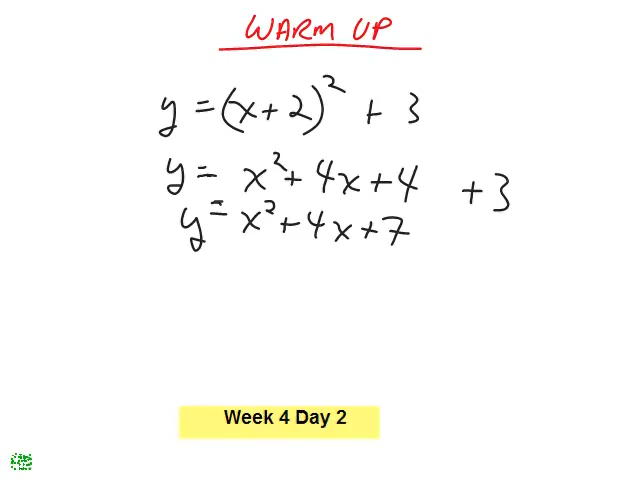 WARM UP
y = (x + 2)² + 3
y = x² + 4x + 4 + 3
y = x² + 4x + 7
Week 4 Day 2